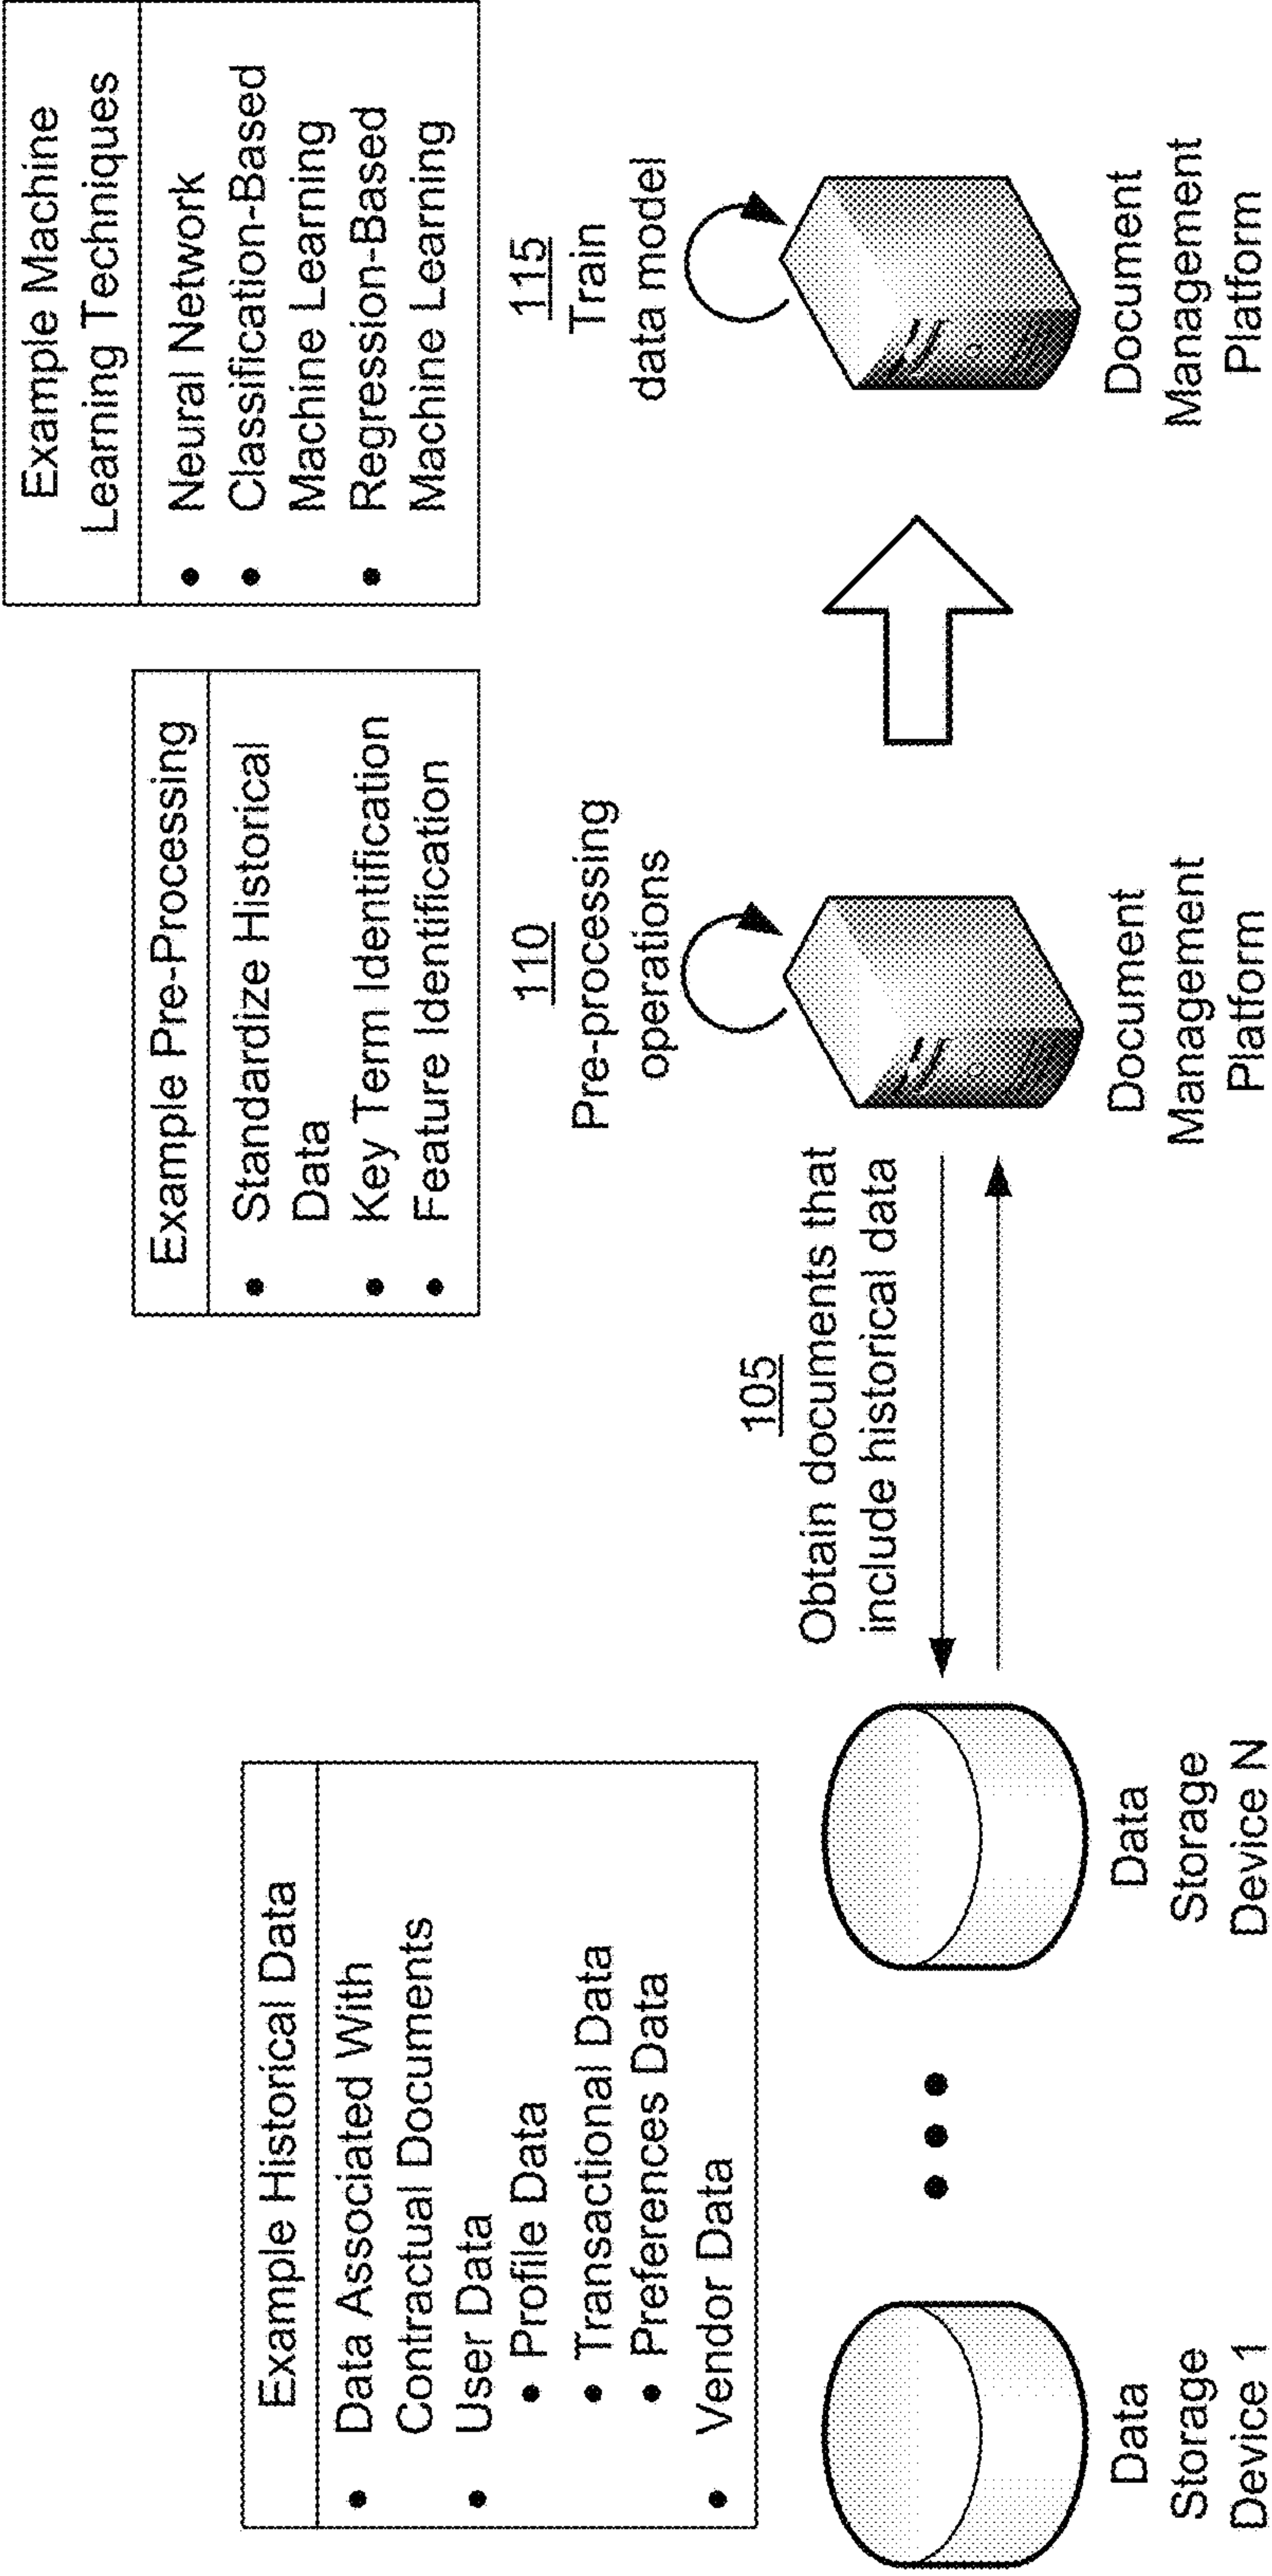 Example Historical Data
• Data Associated With
Contractual Documents
• User Data
• Profile Data
• Transactional Data
• Preferences Data
• Vendor Data
Data
Storage
Device 1
Data
Storage
Device N
105
Obtain documents that
include historical data
Example Pre-Processing
• Standardize Historical
Data
• Key Term Identification
• Feature Identification
110
Pre-processing
operations
Document
Management
Platform
Example Machine
Learning Techniques
• Neural Network
• Classification-Based
Machine Learning
• Regression-Based
Machine Learning
115
Train
data model
Document
Management
Platform